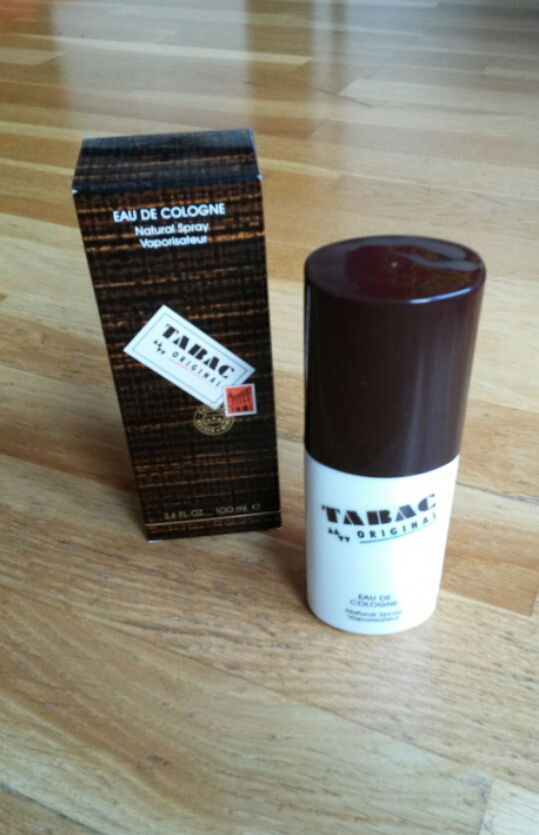 EAU DE COLOGNE
Natural Spray
Vaporisateur
TABAC
ORIGINAL
3.4 FL.OZ. 100 ml e
TABAC
ORIGINAL
EAU DE
COLOGNE
Natural Spray
Vaporisateur